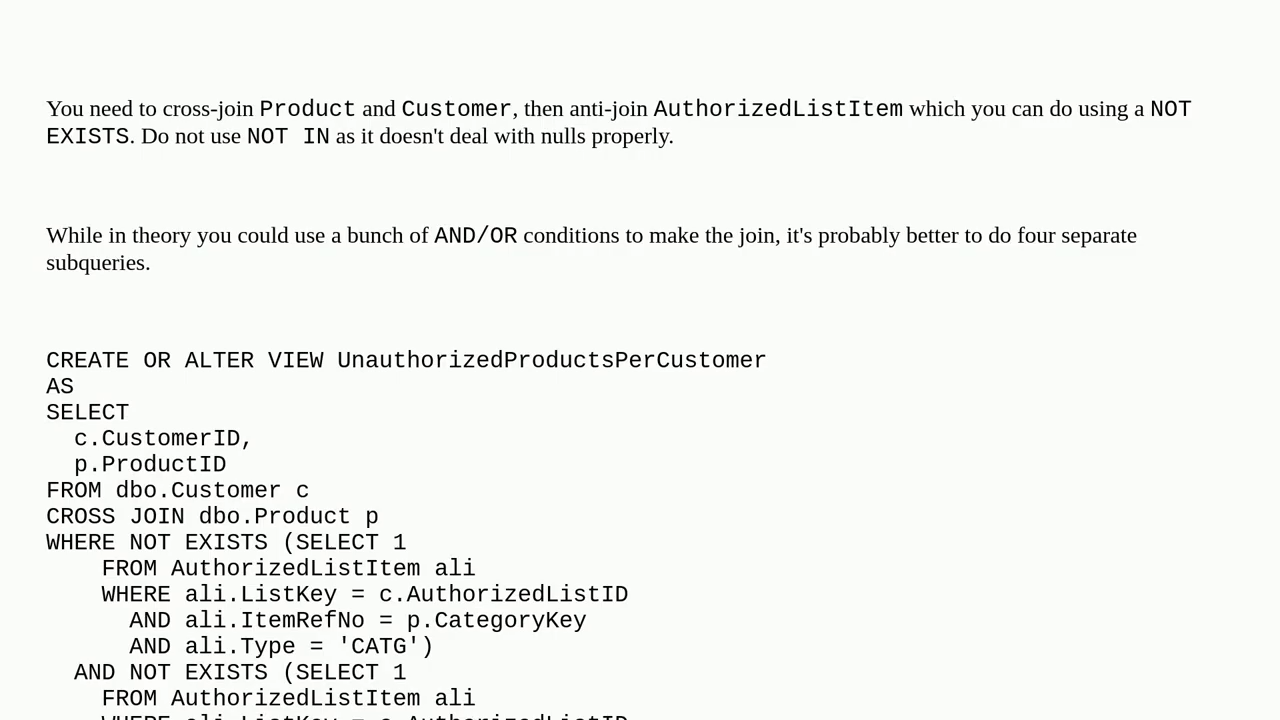 You need to cross-join Product and Customer, then anti-join AuthorizedListItem which you can do using a NOT
EXISTS. Do not use NOT IN as it doesn't deal with nulls properly.
While in theory you could use a bunch of AND/OR conditions to make the join, it's probably better to do four separate
subqueries.
CREATE OR ALTER VIEW UnauthorizedProductsPerCustomer
AS
SELECT
  c.CustomerID,
  p.ProductID
FROM dbo.Customer c
CROSS JOIN dbo.Product p
WHERE NOT EXISTS (SELECT 1
    FROM AuthorizedListItem ali
    WHERE ali.ListKey = c.AuthorizedListID
      AND ali.ItemRefNo = p.CategoryKey
      AND ali.Type = 'CATG')
  AND NOT EXISTS (SELECT 1
    FROM AuthorizedListItem ali
    WHERE ali.ListKey = c.AuthorizedListID